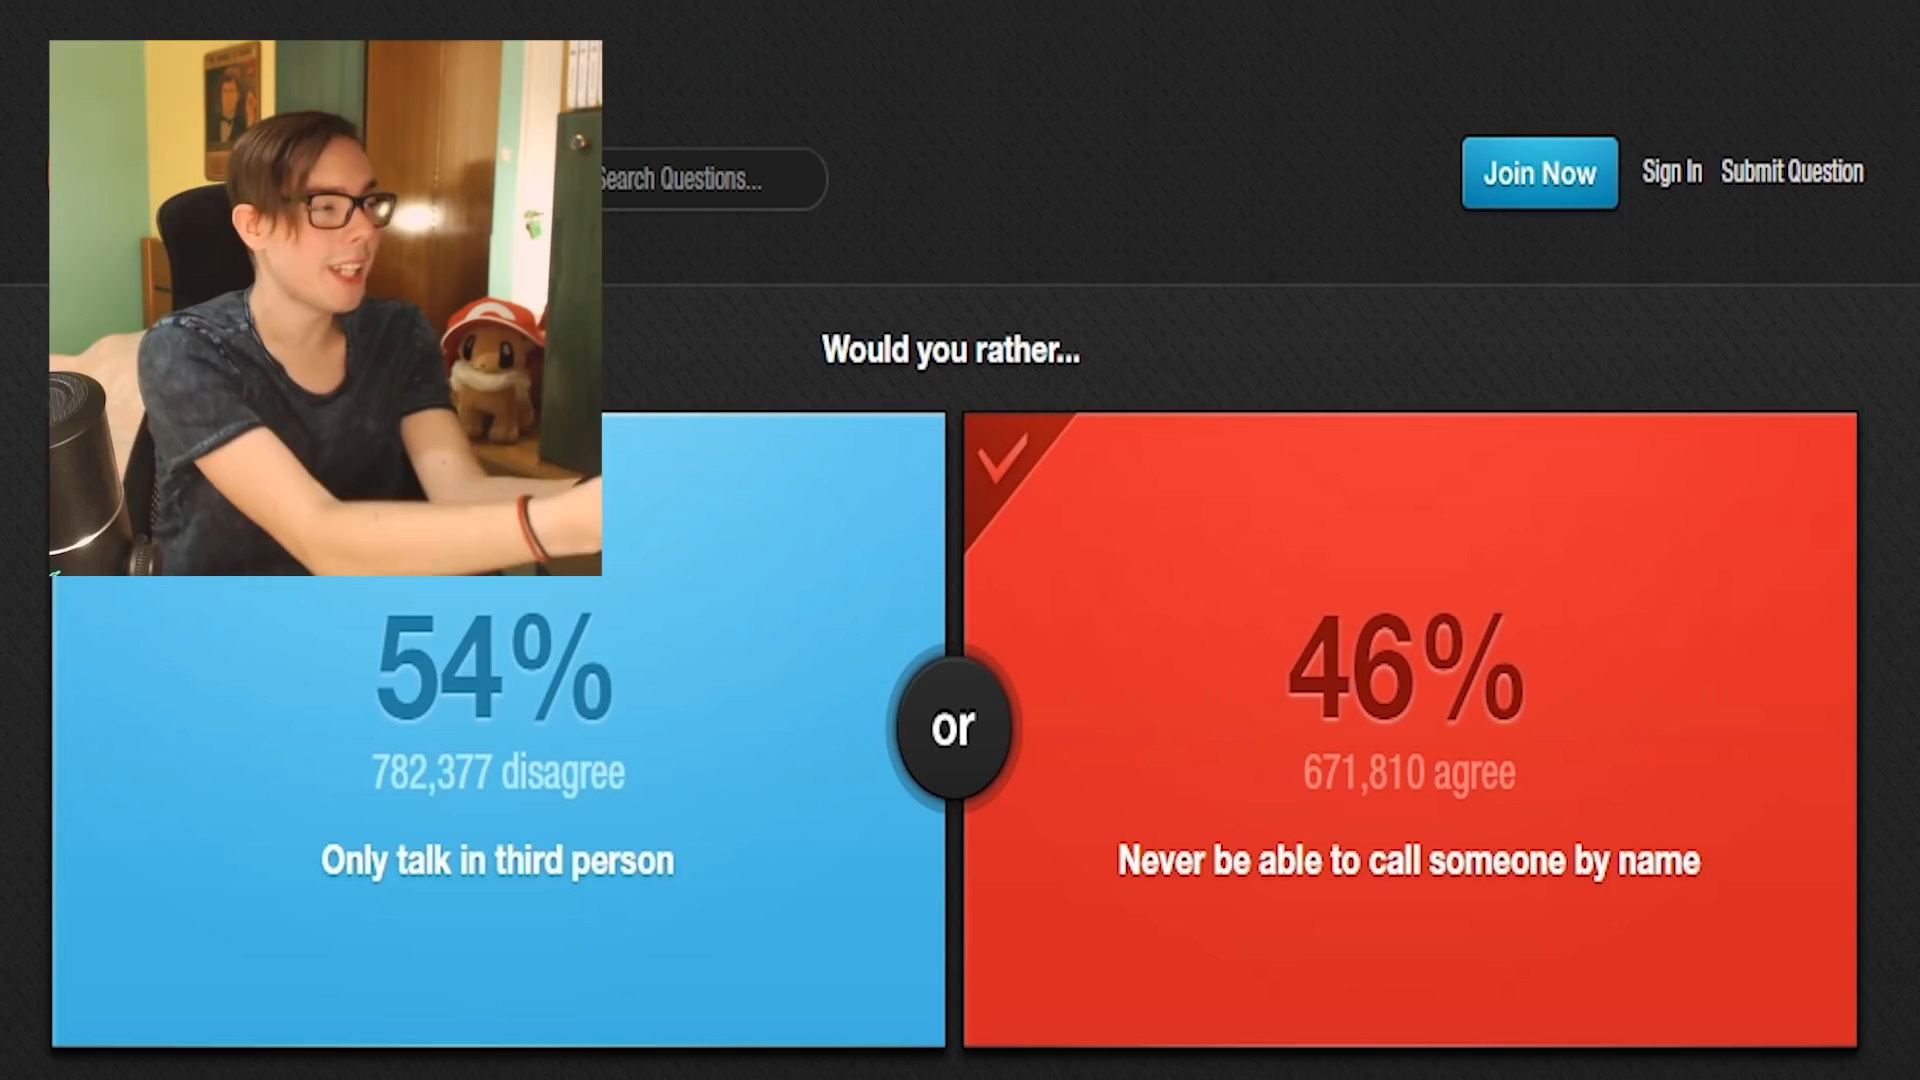 Search Questions...
Join Now
Sign In
Submit Question
Would you rather...
54%
782,377 disagree
Only talk in third person
or
46%
671,810 agree
Never be able to call someone by name